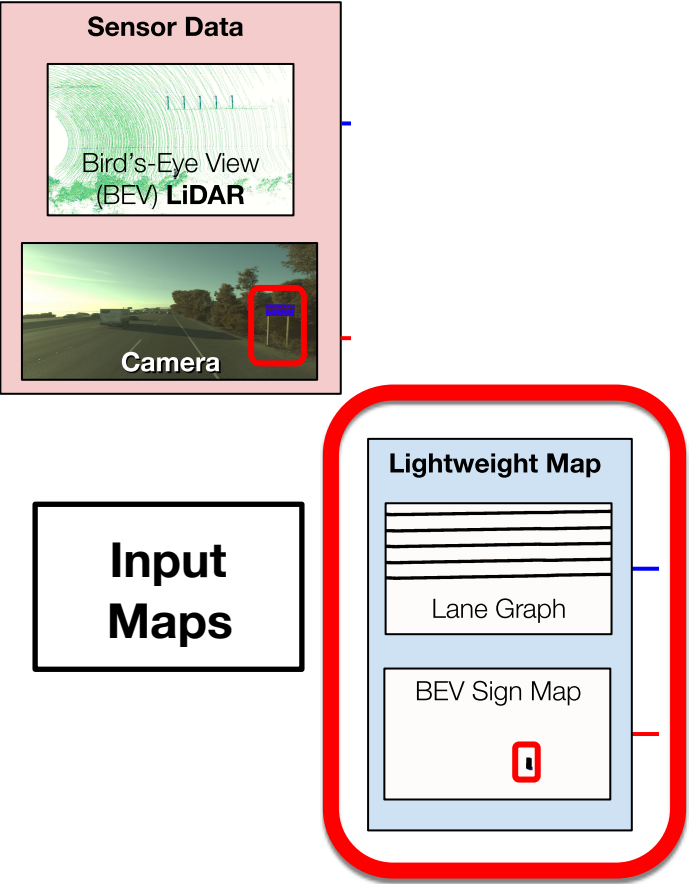 Sensor Data
Bird's-Eye View
(BEV) LiDAR
Camera
Input
Maps
Lightweight Map
Lane Graph
BEV Sign Map